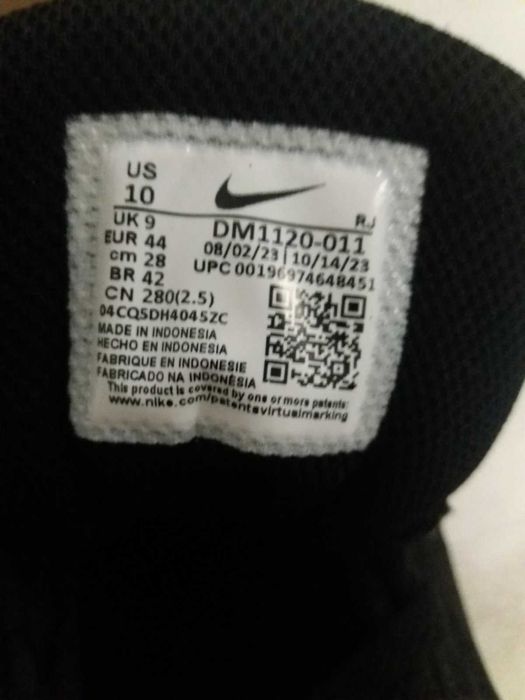 US
10
UK 9
EUR 44
cm 28
BR 42
CN 280(2.5)
RJ
DM1120-011
08/02/23 | 10/14/23
UPC 00196974648451
04CQ5DH4045ZC
MADE IN INDONESIA
HECHO EN INDONESIA
FABRIQUE EN INDONESIE
FABRICADO NA INDONÉSIA
This product is covered by one or more patents:
www.nike.com/patentsvirtualmarking